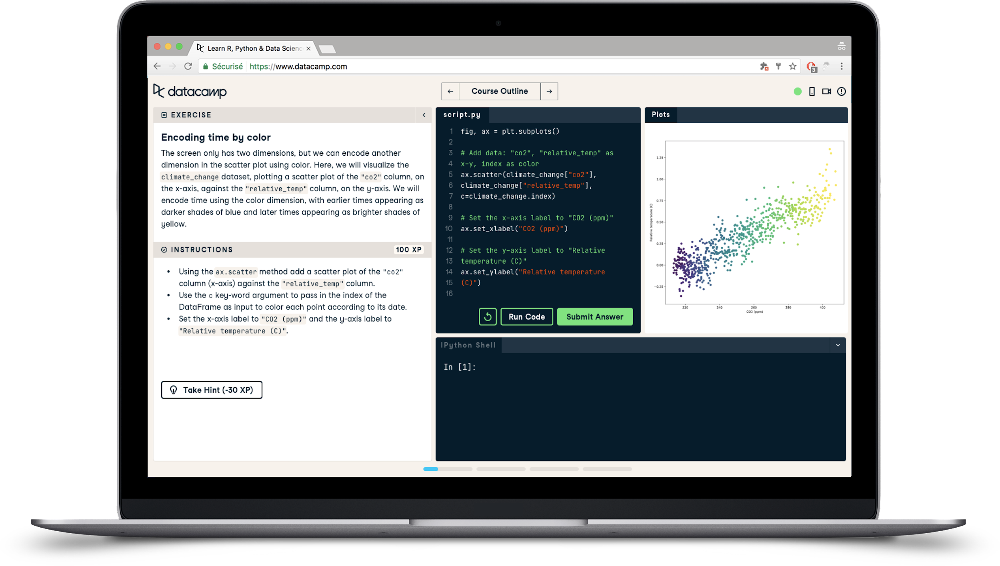 Learn R, Python & Data Scienc
Sécurisé https://www.datacamp.com
3
datacamp
Course Outline
EXERCISE
Encoding time by color
The screen only has two dimensions, but we can encode another
dimension in the scatter plot using color. Here, we will visualize the
climate_change dataset, plotting a scatter plot of the "co2" column, on
the x-axis, against the "relative_temp" column, on the y-axis. We will
encode time using the color dimension, with earlier times appearing as
darker shades of blue and later times appearing as brighter shades of
yellow.
INSTRUCTIONS 100 XP
• Using the ax.scatter method add a scatter plot of the "co2"
column (x-axis) against the "relative_temp" column.
• Use the c key-word argument to pass in the index of the
DataFrame as input to color each point according to its date.
• Set the x-axis label to "CO2 (ppm)" and the y-axis label to
"Relative temperature (C)".
Take Hint (-30 XP)
script.py
1 fig, ax = plt.subplots()
2
3 # Add data: "co2", "relative_temp" as
4 x-y, index as color
5 ax.scatter(climate_change["co2"],
6 climate_change["relative_temp"],
7 c=climate_change.index)
8
9 # Set the x-axis label to "CO2 (ppm)"
10 ax.set_xlabel("CO2 (ppm)")
11
12 # Set the y-axis label to "Relative
13 temperature (C)"
14 ax.set_ylabel("Relative temperature
15 (C)")
16
Run Code
Submit Answer
Plots
1.25
1.00
0.75
0.50
0.25
0.00
−0.25
Relative temperature (C)
320 340 360 380 400
CO2 (ppm)
IPython Shell
In [1]: